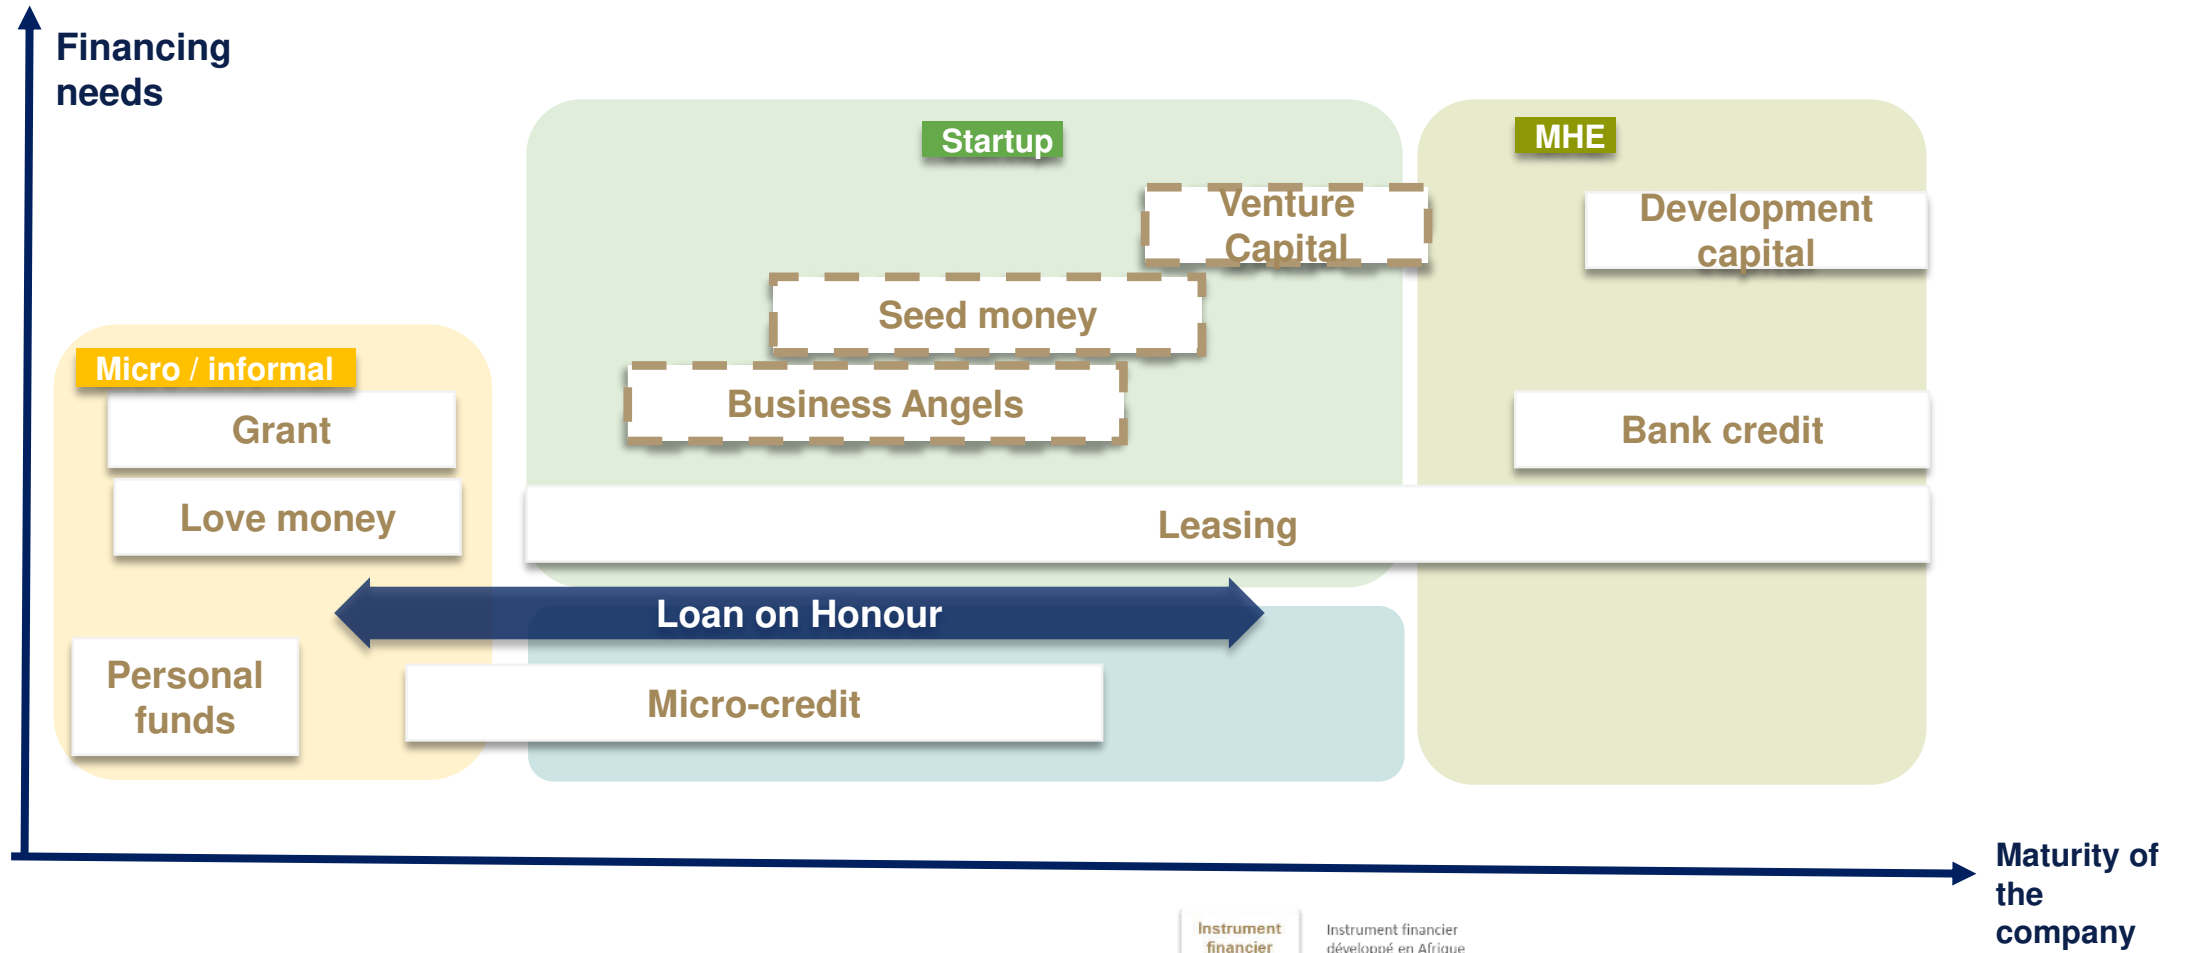 Financing
needs
Startup
MHE
Venture
Capital
Development
capital
Seed money
Micro / informal
Business Angels
Grant
Bank credit
Love money
Leasing
Loan on Honour
Personal
funds
Micro-credit
Maturity of
the
company
Instrument
financier
Instrument financier
développé en Afrique